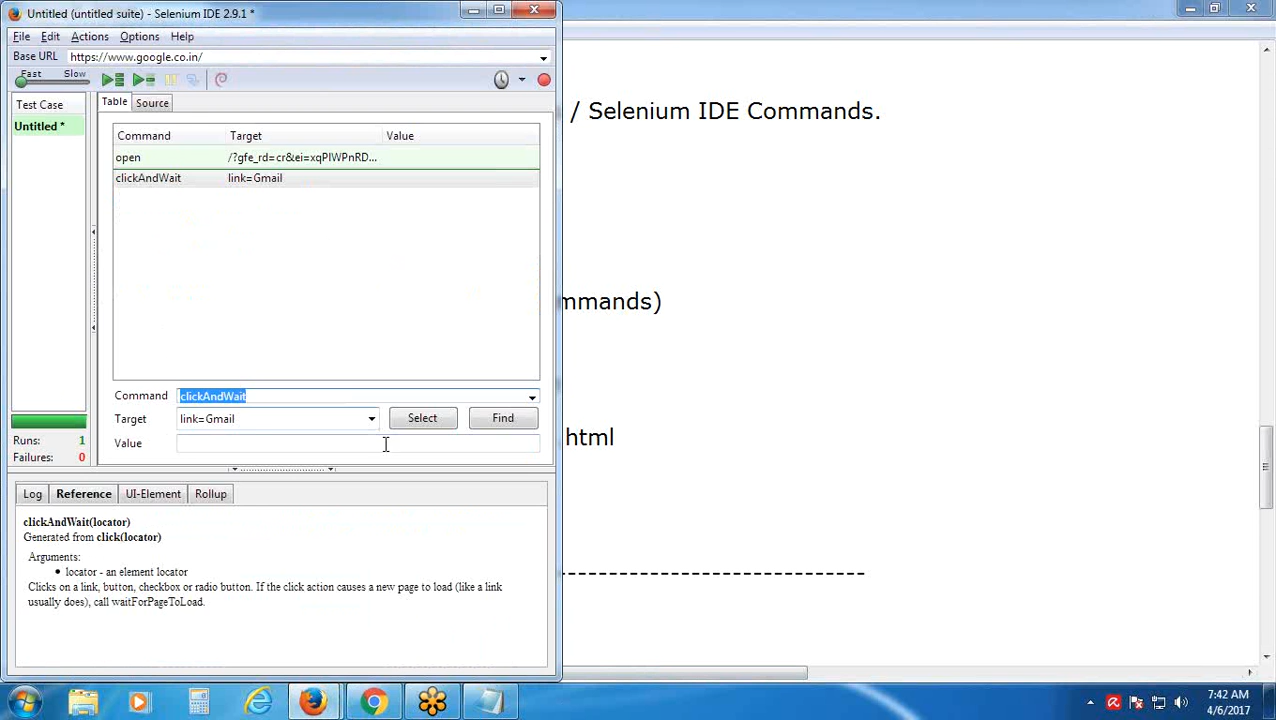 Untitled (untitled suite) - Selenium IDE 2.9.1 *
File Edit Actions Options Help
Base URL https://www.google.co.in/
Fast Slow
Test Case
Untitled *
Table Source
Command Target Value
open /?gfe_rd=cr&ei=xqPlWPnRD...
clickAndWait link=Gmail
Command clickAndWait
Target link=Gmail Select Find
Value
Runs: 1
Failures: 0
Log Reference UI-Element Rollup
clickAndWait(locator)
Generated from click(locator)
Arguments:
• locator - an element locator
Clicks on a link, button, checkbox or radio button. If the click action causes a new page to load (like a link
usually does), call waitForPageToLoad.
/ Selenium IDE Commands.
mmands)
html
------------------------------
7:42 AM
4/6/2017